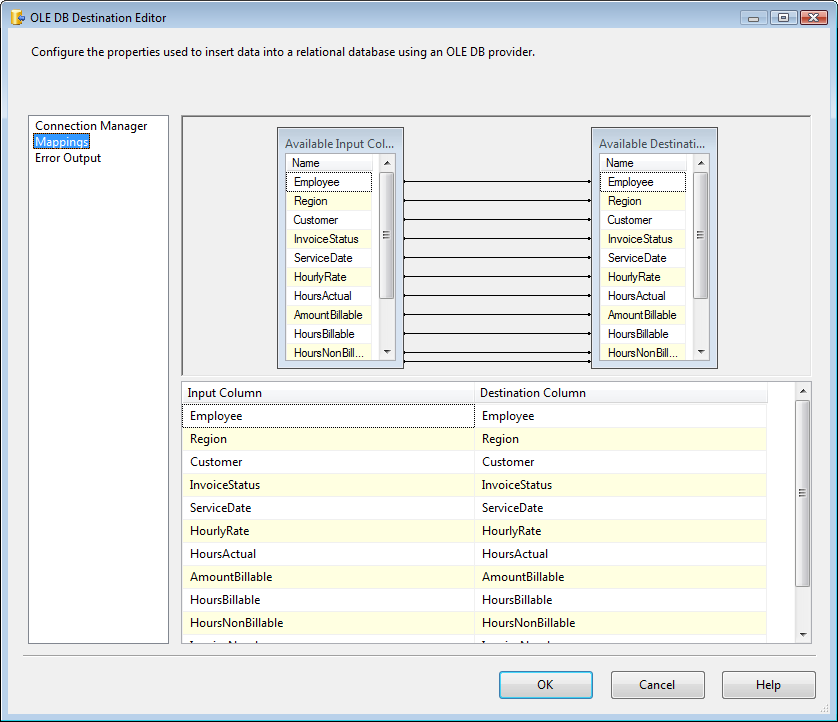 OLE DB Destination Editor
Configure the properties used to insert data into a relational database using an OLE DB provider.
Connection Manager
Mappings
Error Output
Available Input Col...
Name
Employee
Region
Customer
InvoiceStatus
ServiceDate
HourlyRate
HoursActual
AmountBillable
HoursBillable
HoursNonBill...
Available Destinati...
Name
Employee
Region
Customer
InvoiceStatus
ServiceDate
HourlyRate
HoursActual
AmountBillable
HoursBillable
HoursNonBill...
Input Column Destination Column
Employee Employee
Region Region
Customer Customer
InvoiceStatus InvoiceStatus
ServiceDate ServiceDate
HourlyRate HourlyRate
HoursActual HoursActual
AmountBillable AmountBillable
HoursBillable HoursBillable
HoursNonBillable HoursNonBillable
OK Cancel Help